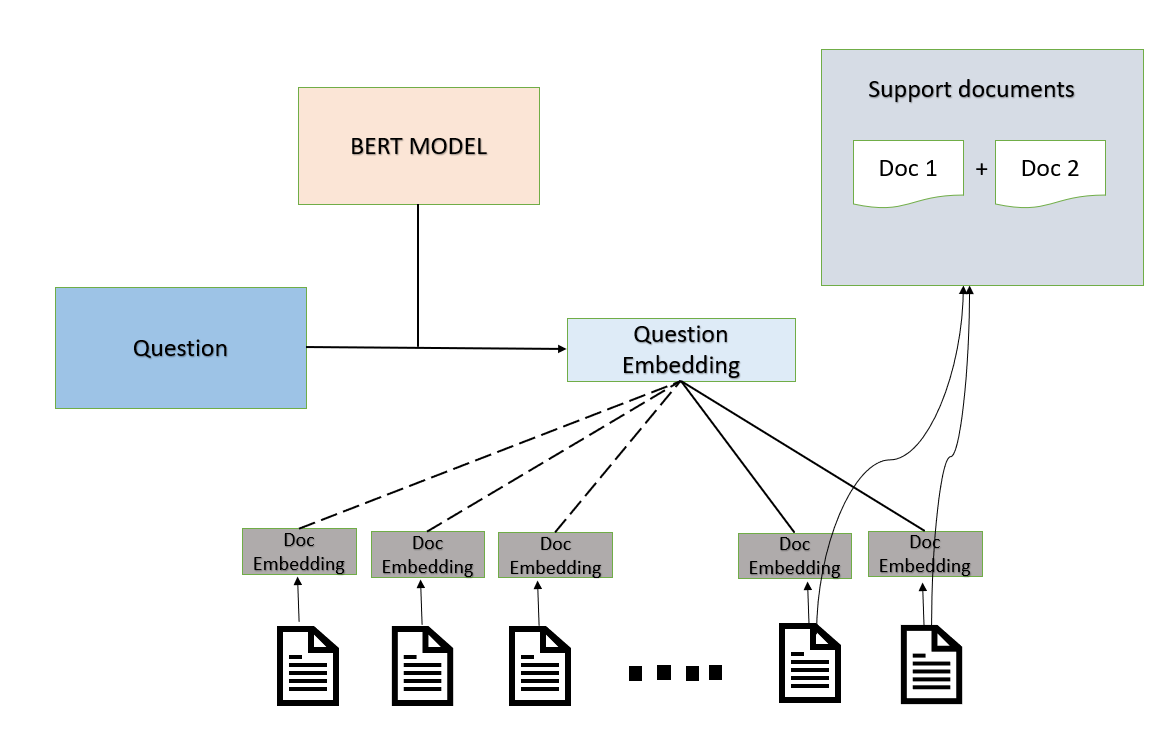 Support documents
BERT MODEL
Doc 1 + Doc 2
Question
Question
Embedding
Doc
Embedding
Doc
Embedding
Doc
Embedding
Doc
Embedding
Doc
Embedding